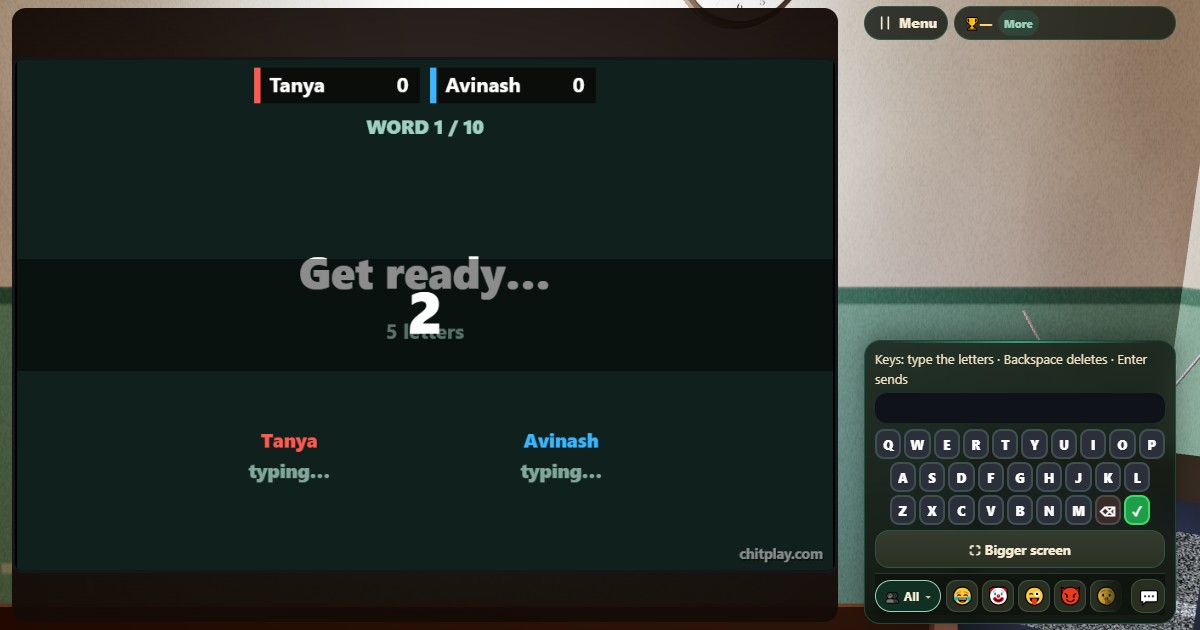 Menu
More
Tanya 0
Avinash 0
WORD 1 / 10
Get ready...
2
5 letters
Tanya
Avinash
typing...
typing...
chitplay.com
Keys: type the letters · Backspace deletes · Enter
sends
Q W E R T Y U I O P
A S D F G H J K L
Z X C V B N M
Bigger screen
All